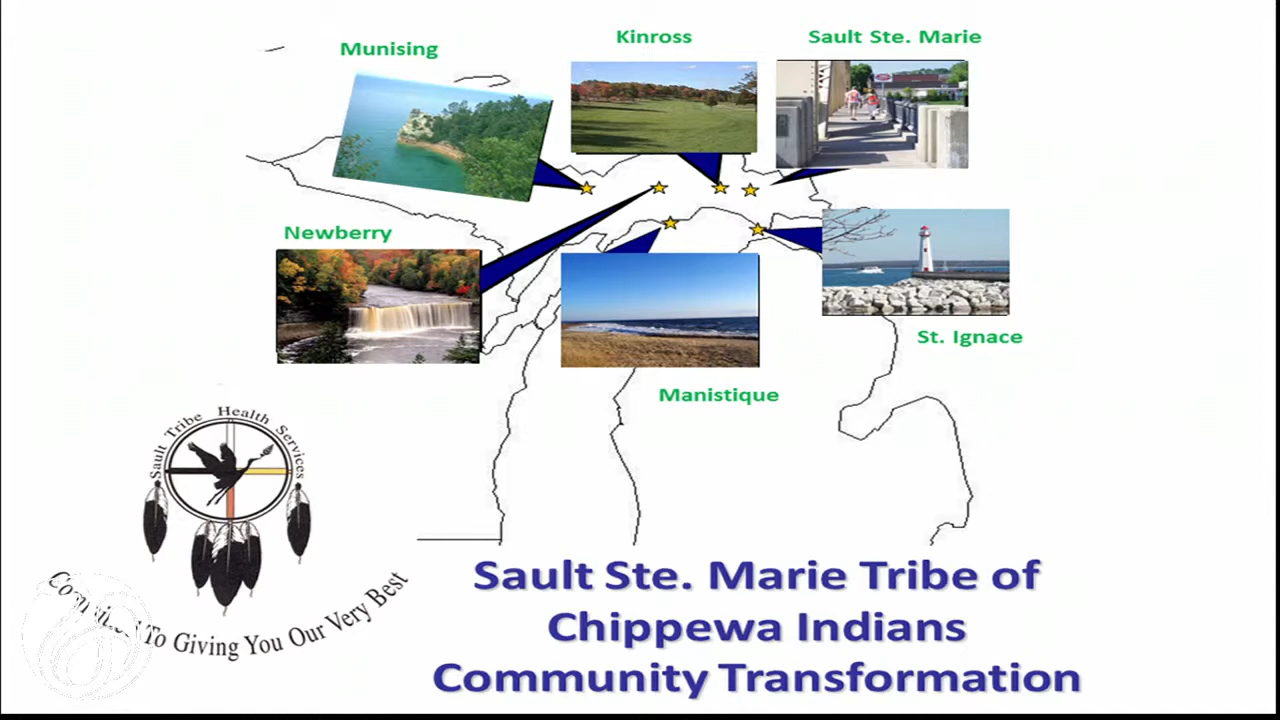 Munising
Kinross
Sault Ste. Marie
Newberry
St. Ignace
Manistique
Sault Tribe Health Services
To Giving You Our Very Best
Sault Ste. Marie Tribe of
Chippewa Indians
Community Transformation